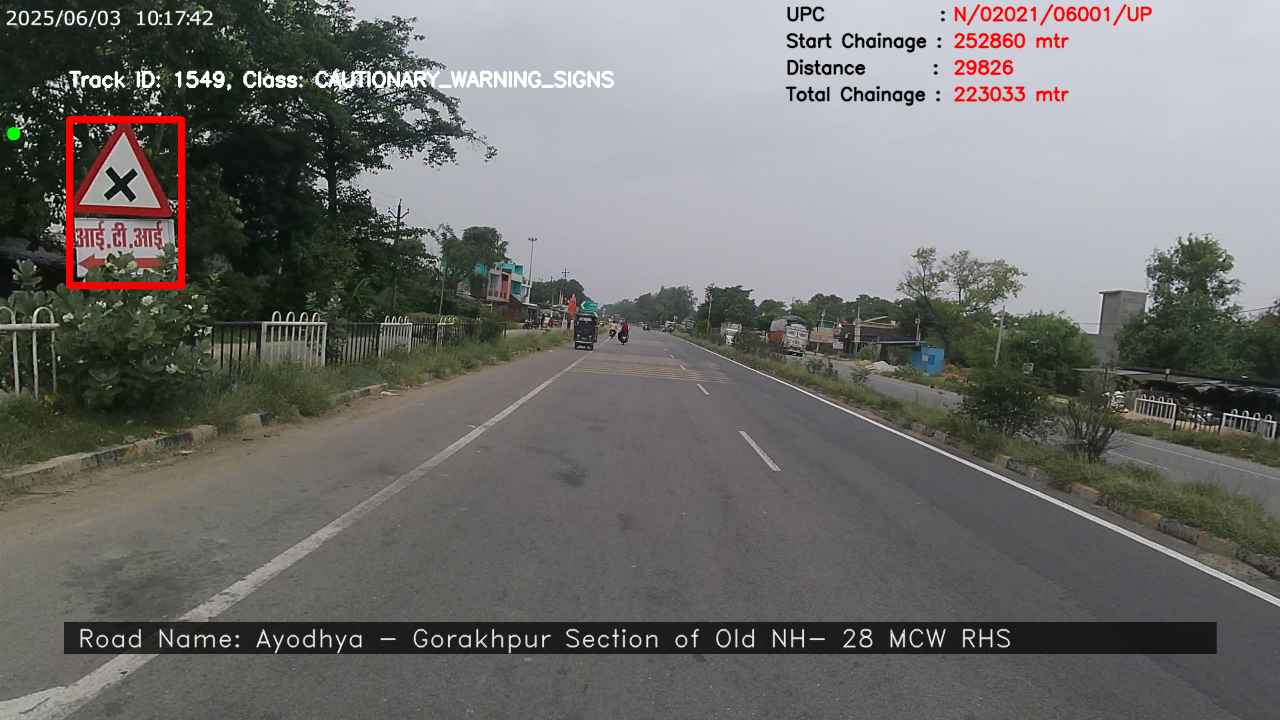 2025/06/03 10:17:42
UPC : N/02021/06001/UP
Start Chainage : 252860 mtr
Distance : 29826
Total Chainage : 223033 mtr
Track ID: 1549, Class: CAUTIONARY_WARNING_SIGNS
आई.टी.आई
Road Name: Ayodhya - Gorakhpur Section of Old NH- 28 MCW RHS